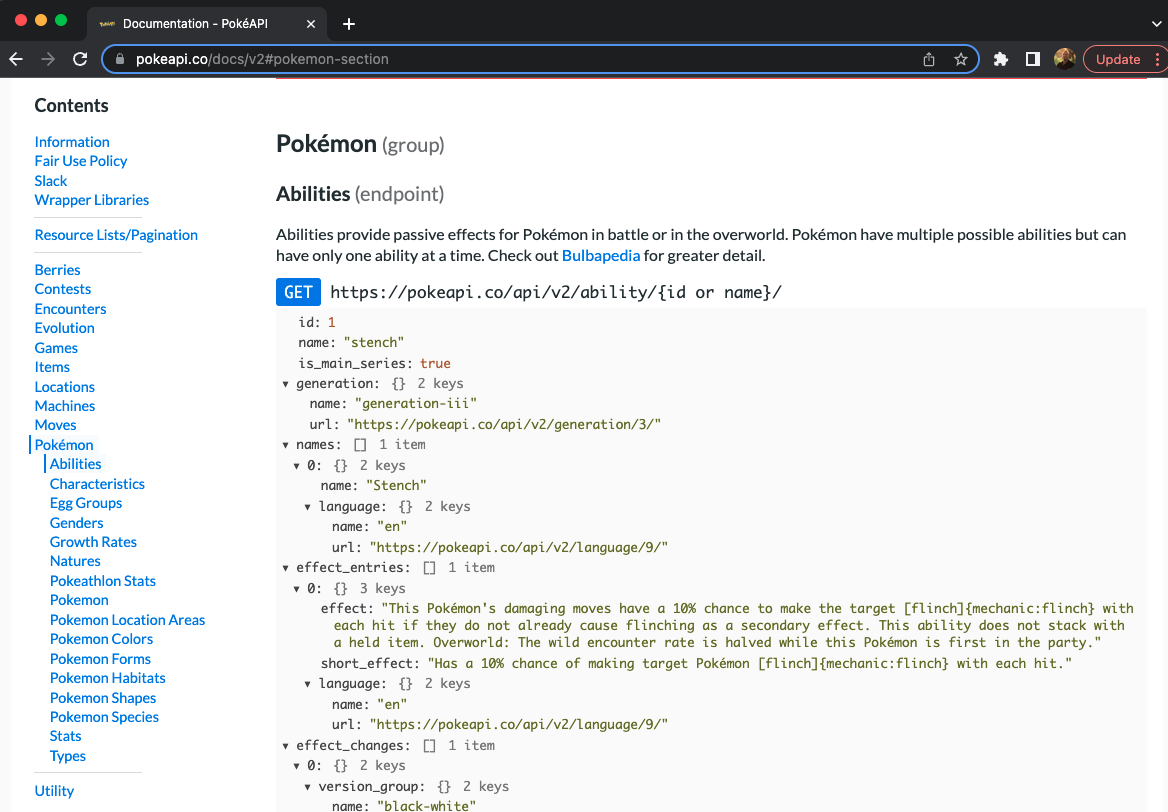 Documentation - PokéAPI
pokeapi.co/docs/v2#pokemon-section
Update
Contents
Information
Fair Use Policy
Slack
Wrapper Libraries
Resource Lists/Pagination
Berries
Contests
Encounters
Evolution
Games
Items
Locations
Machines
Moves
Pokémon
Abilities
Characteristics
Egg Groups
Genders
Growth Rates
Natures
Pokeathlon Stats
Pokemon
Pokemon Location Areas
Pokemon Colors
Pokemon Forms
Pokemon Habitats
Pokemon Shapes
Pokemon Species
Stats
Types
Utility
Pokémon (group)
Abilities (endpoint)
Abilities provide passive effects for Pokémon in battle or in the overworld. Pokémon have multiple possible abilities but can
have only one ability at a time. Check out Bulbapedia for greater detail.
GET https://pokeapi.co/api/v2/ability/{id or name}/
id: 1
name: "stench"
is_main_series: true
generation: {} 2 keys
name: "generation-iii"
url: "https://pokeapi.co/api/v2/generation/3/"
names: [] 1 item
0: {} 2 keys
name: "Stench"
language: {} 2 keys
name: "en"
url: "https://pokeapi.co/api/v2/language/9/"
effect_entries: [] 1 item
0: {} 3 keys
effect: "This Pokémon's damaging moves have a 10% chance to make the target [flinch]{mechanic:flinch} with
each hit if they do not already cause flinching as a secondary effect. This ability does not stack with
a held item. Overworld: The wild encounter rate is halved while this Pokémon is first in the party."
short_effect: "Has a 10% chance of making target Pokémon [flinch]{mechanic:flinch} with each hit."
language: {} 2 keys
name: "en"
url: "https://pokeapi.co/api/v2/language/9/"
effect_changes: [] 1 item
0: {} 2 keys
version_group: {} 2 keys
name: "black-white"